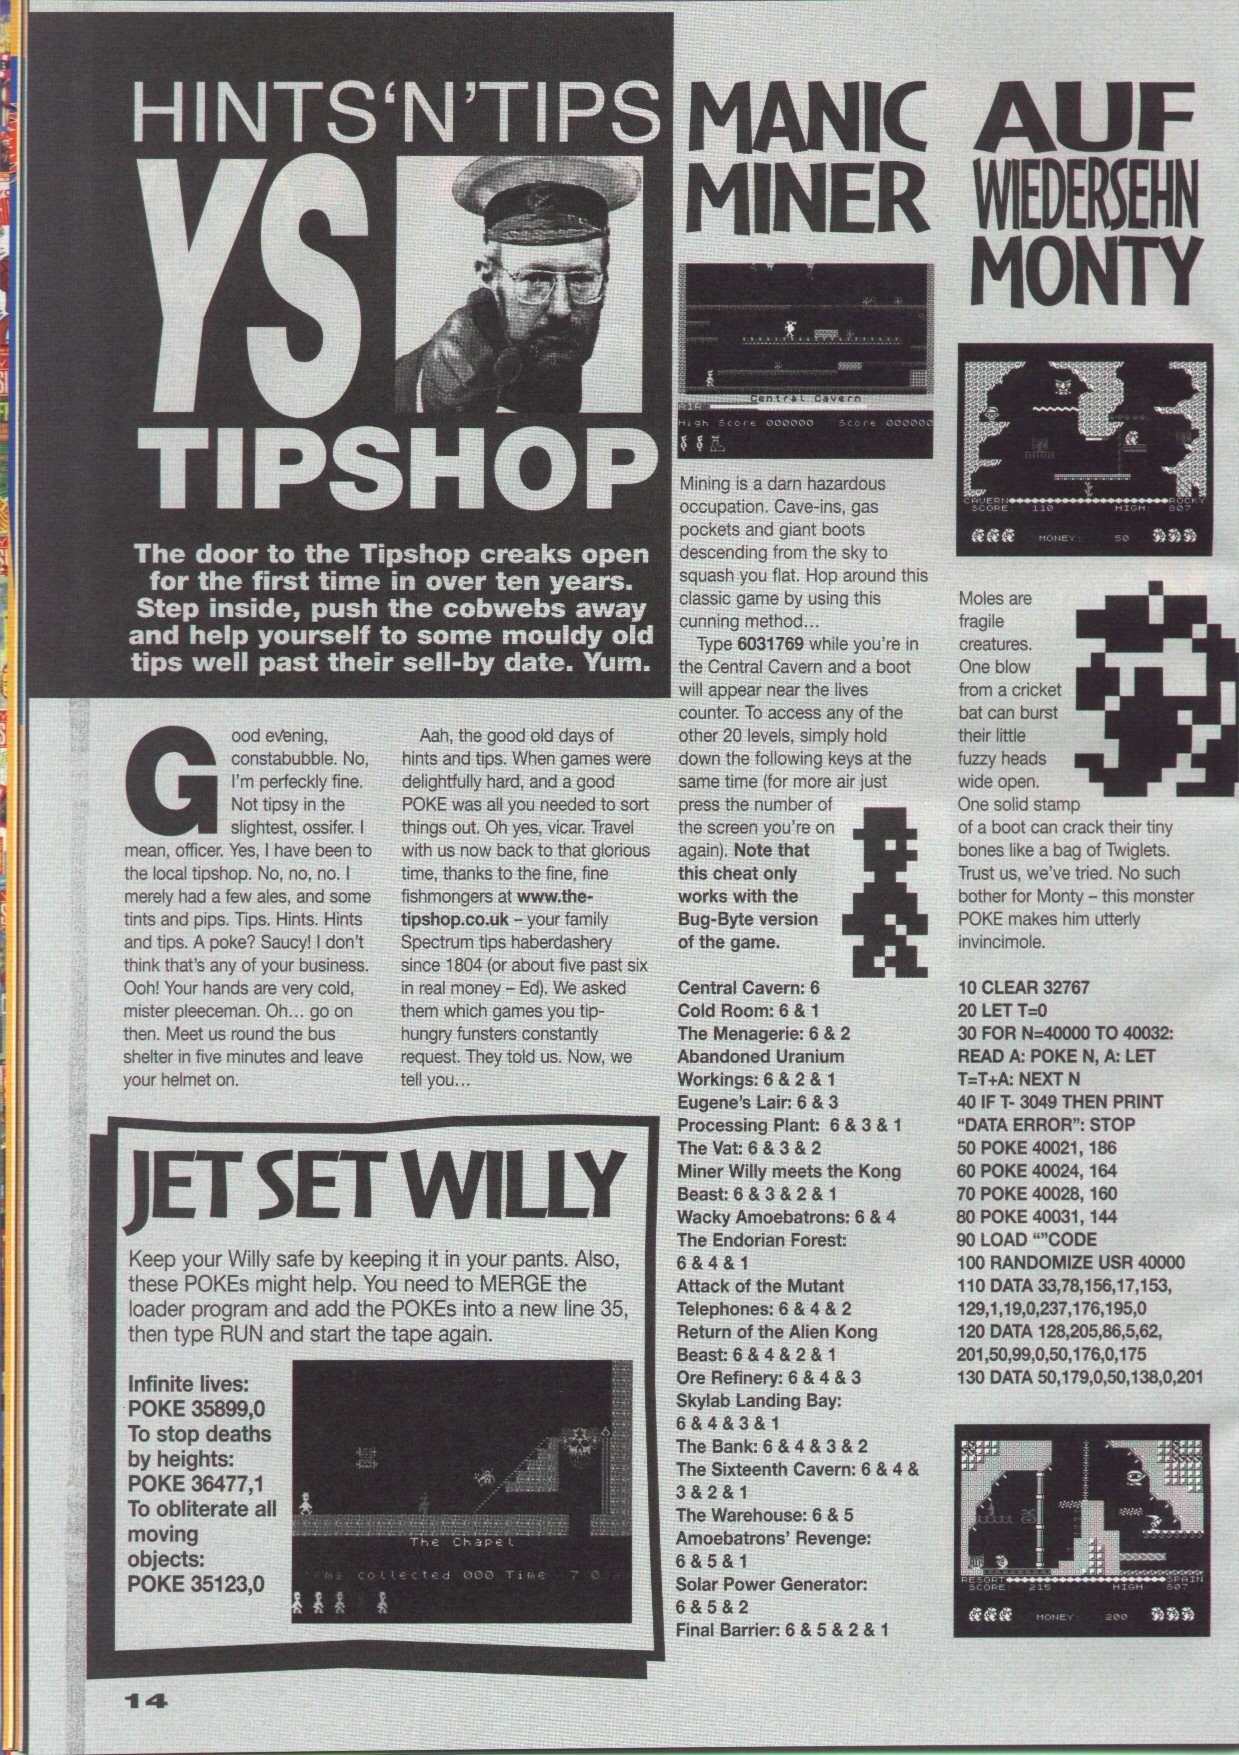 HINTS‘N’TIPS
YS
TIPSHOP
The door to the Tipshop creaks open
for the first time in over ten years.
Step inside, push the cobwebs away
and help yourself to some mouldy old
tips well past their sell-by date. Yum.
Good evening,
constabubble. No,
I'm perfeckly fine.
Not tipsy in the
slightest, ossifer. I
mean, officer. Yes, I have been to
the local tipshop. No, no, no. I
merely had a few ales, and some
tints and pips. Tips. Hints. Hints
and tips. A poke? Saucy! I don't
think that's any of your business.
Ooh! Your hands are very cold,
mister pleeceman. Oh... go on
then. Meet us round the bus
shelter in five minutes and leave
your helmet on.
Aah, the good old days of
hints and tips. When games were
delightfully hard, and a good
POKE was all you needed to sort
things out. Oh yes, vicar. Travel
with us now back to that glorious
time, thanks to the fine, fine
fishmongers at www.the-
tipshop.co.uk – your family
Spectrum tips haberdashery
since 1804 (or about five past six
in real money – Ed). We asked
them which games you tip-
hungry funsters constantly
request. They told us. Now, we
tell you...
JET SET WILLY
Keep your Willy safe by keeping it in your pants. Also,
these POKEs might help. You need to MERGE the
loader program and add the POKEs into a new line 35,
then type RUN and start the tape again.
Infinite lives:
POKE 35899,0
To stop deaths
by heights:
POKE 36477,1
To obliterate all
moving
objects:
POKE 35123,0
The Chapel
ems collected 000 Time 7:0
14
MANIC
MINER
Central Cavern
AIR
High Score 000000 Score 000000
Mining is a darn hazardous
occupation. Cave-ins, gas
pockets and giant boots
descending from the sky to
squash you flat. Hop around this
classic game by using this
cunning method...
Type 6031769 while you're in
the Central Cavern and a boot
will appear near the lives
counter. To access any of the
other 20 levels, simply hold
down the following keys at the
same time (for more air just
press the number of
the screen you're on
again). Note that
this cheat only
works with the
Bug-Byte version
of the game.
Central Cavern: 6
Cold Room: 6 & 1
The Menagerie: 6 & 2
Abandoned Uranium
Workings: 6 & 2 & 1
Eugene's Lair: 6 & 3
Processing Plant: 6 & 3 & 1
The Vat: 6 & 3 & 2
Miner Willy meets the Kong
Beast: 6 & 3 & 2 & 1
Wacky Amoebatrons: 6 & 4
The Endorian Forest:
6 & 4 & 1
Attack of the Mutant
Telephones: 6 & 4 & 2
Return of the Alien Kong
Beast: 6 & 4 & 2 & 1
Ore Refinery: 6 & 4 & 3
Skylab Landing Bay:
6 & 4 & 3 & 1
The Bank: 6 & 4 & 3 & 2
The Sixteenth Cavern: 6 & 4 &
3 & 2 & 1
The Warehouse: 6 & 5
Amoebatrons' Revenge:
6 & 5 & 1
Solar Power Generator:
6 & 5 & 2
Final Barrier: 6 & 5 & 2 & 1
AUF
WIEDERSEHN
MONTY
CAVERN ROCKY
SCORE: 110 HIGH: 807
MONEY: 50
Moles are
fragile
creatures.
One blow
from a cricket
bat can burst
their little
fuzzy heads
wide open.
One solid stamp
of a boot can crack their tiny
bones like a bag of Twiglets.
Trust us, we've tried. No such
bother for Monty – this monster
POKE makes him utterly
invincimole.
10 CLEAR 32767
20 LET T=0
30 FOR N=40000 TO 40032:
READ A: POKE N, A: LET
T=T+A: NEXT N
40 IF T- 3049 THEN PRINT
“DATA ERROR”: STOP
50 POKE 40021, 186
60 POKE 40024, 164
70 POKE 40028, 160
80 POKE 40031, 144
90 LOAD “”CODE
100 RANDOMIZE USR 40000
110 DATA 33,78,156,17,153,
129,1,19,0,237,176,195,0
120 DATA 128,205,86,5,62,
201,50,99,0,50,176,0,175
130 DATA 50,179,0,50,138,0,201
RESORT SPAIN
SCORE: 215 HIGH 807
MONEY: 200